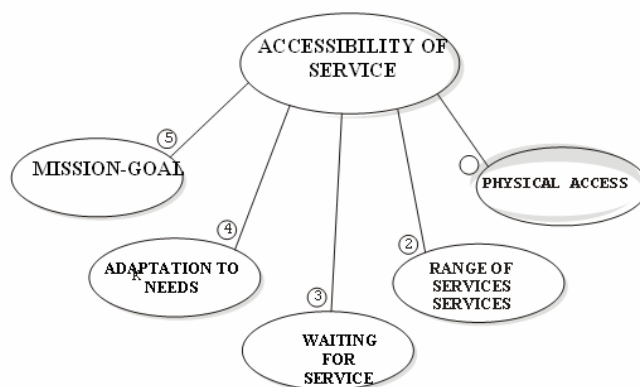 ACCESSIBILITY OF
SERVICE
5
MISSION-GOAL
PHYSICAL ACCESS
4
2
ADAPTATION TO
R
NEEDS
RANGE OF
SERVICES
SERVICES
3
WAITING
FOR
SERVICE